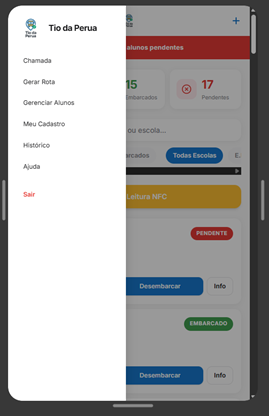 Tio da Perua
Tio da
Perua
Chamada
Gerar Rota
Gerenciar Alunos
Meu Cadastro
Histórico
Ajuda
Sair
+
alunos pendentes
15
Embarcados
17
Pendentes
ou escola...
arcados
Todas Escolas
E.
Leitura NFC
PENDENTE
Desembarcar
Info
EMBARCADO
Desembarcar
Info